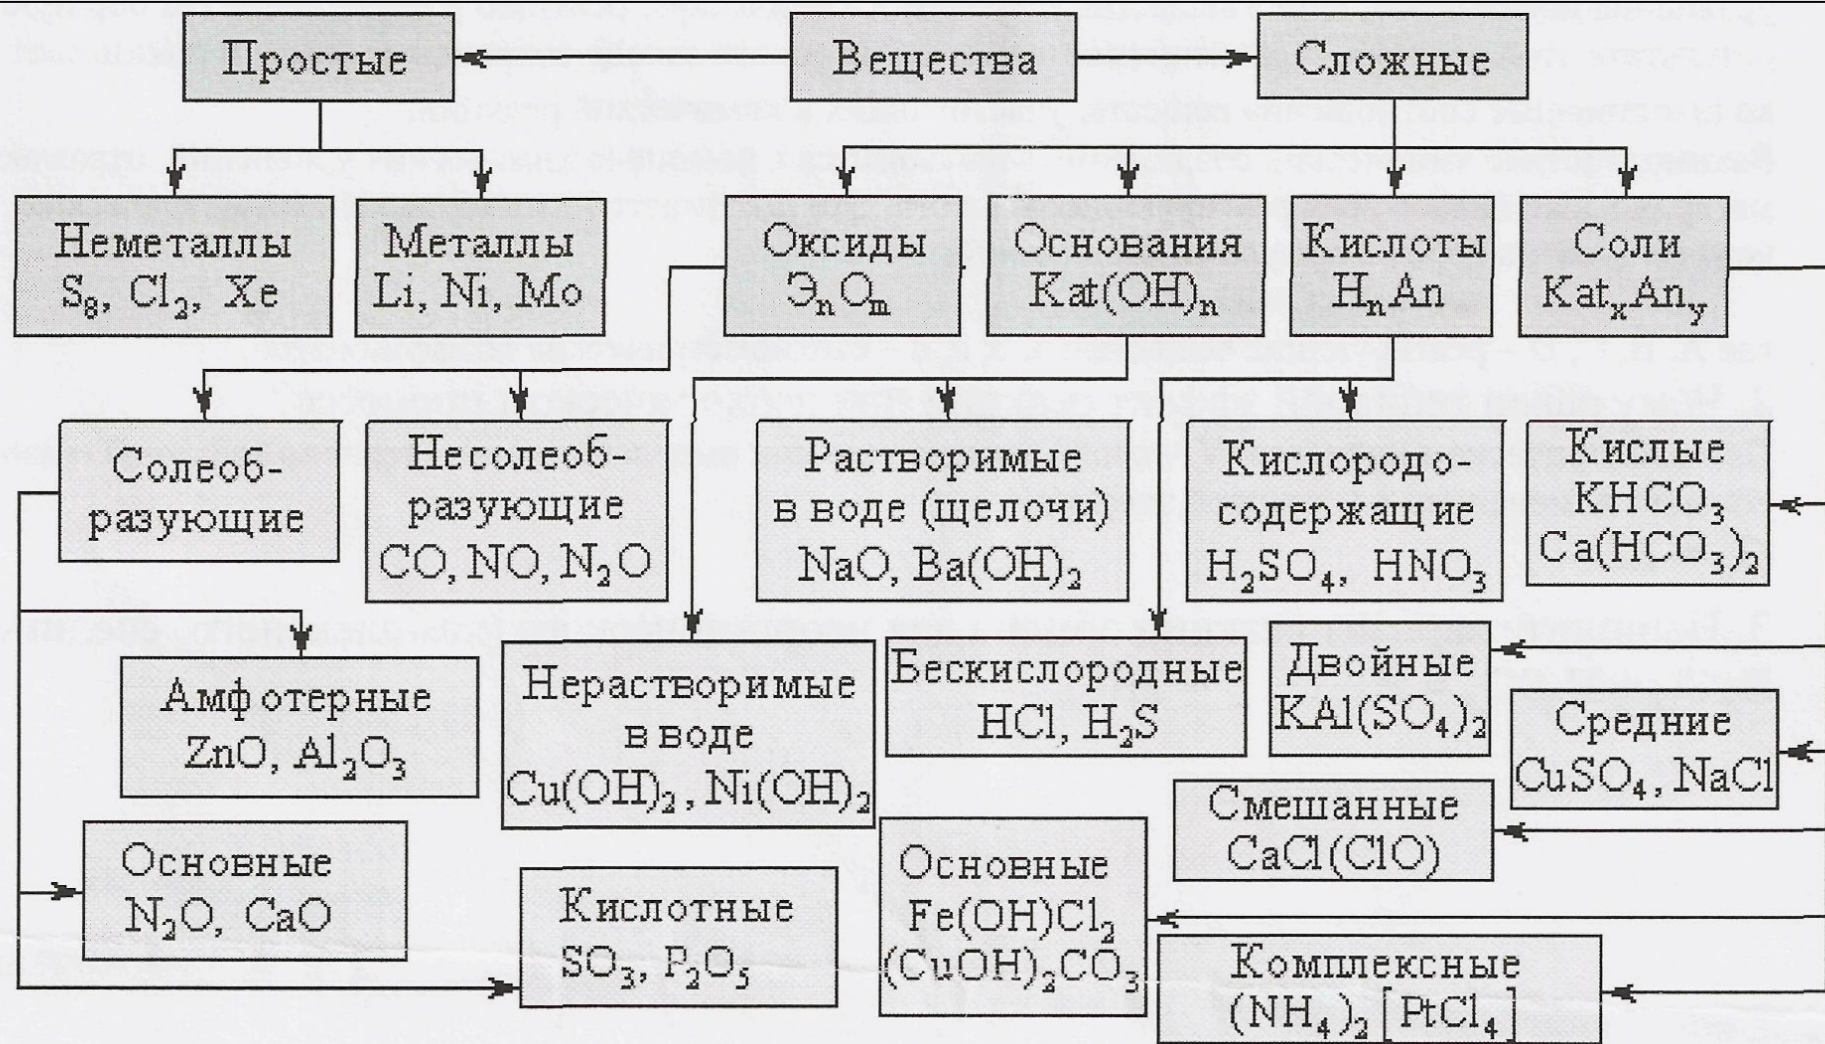 Простые
Вещества
Сложные
Неметаллы
S₈, Cl₂, Xe
Металлы
Li, Ni, Mo
Оксиды
ЭₙOₘ
Основания
Kat(OH)ₙ
Кислоты
HₙAn
Соли
KatₓAnᵧ
Солеоб-
разующие
Несолеоб
разующие
CO, NO, N₂O
Растворимые
в воде (щелочи)
NaO, Ba(OH)₂
Кислородо-
содержащие
H₂SO₄, HNO₃
Кислые
KHCO₃
Ca(HCO₃)₂
Амфотерные
ZnO, Al₂O₃
Нерастворимые
в воде
Cu(OH)₂, Ni(OH)₂
Бескислородные
HCl, H₂S
Двойные
KAl(SO₄)₂
Средние
CuSO₄, NaCl
Смешанные
CaCl(ClO)
Основные
N₂O, CaO
Кислотные
SO₃, P₂O₅
Основные
Fe(OH)Cl₂
(CuOH)₂CO₃
Комплексные
(NH₄)₂[PtCl₄]